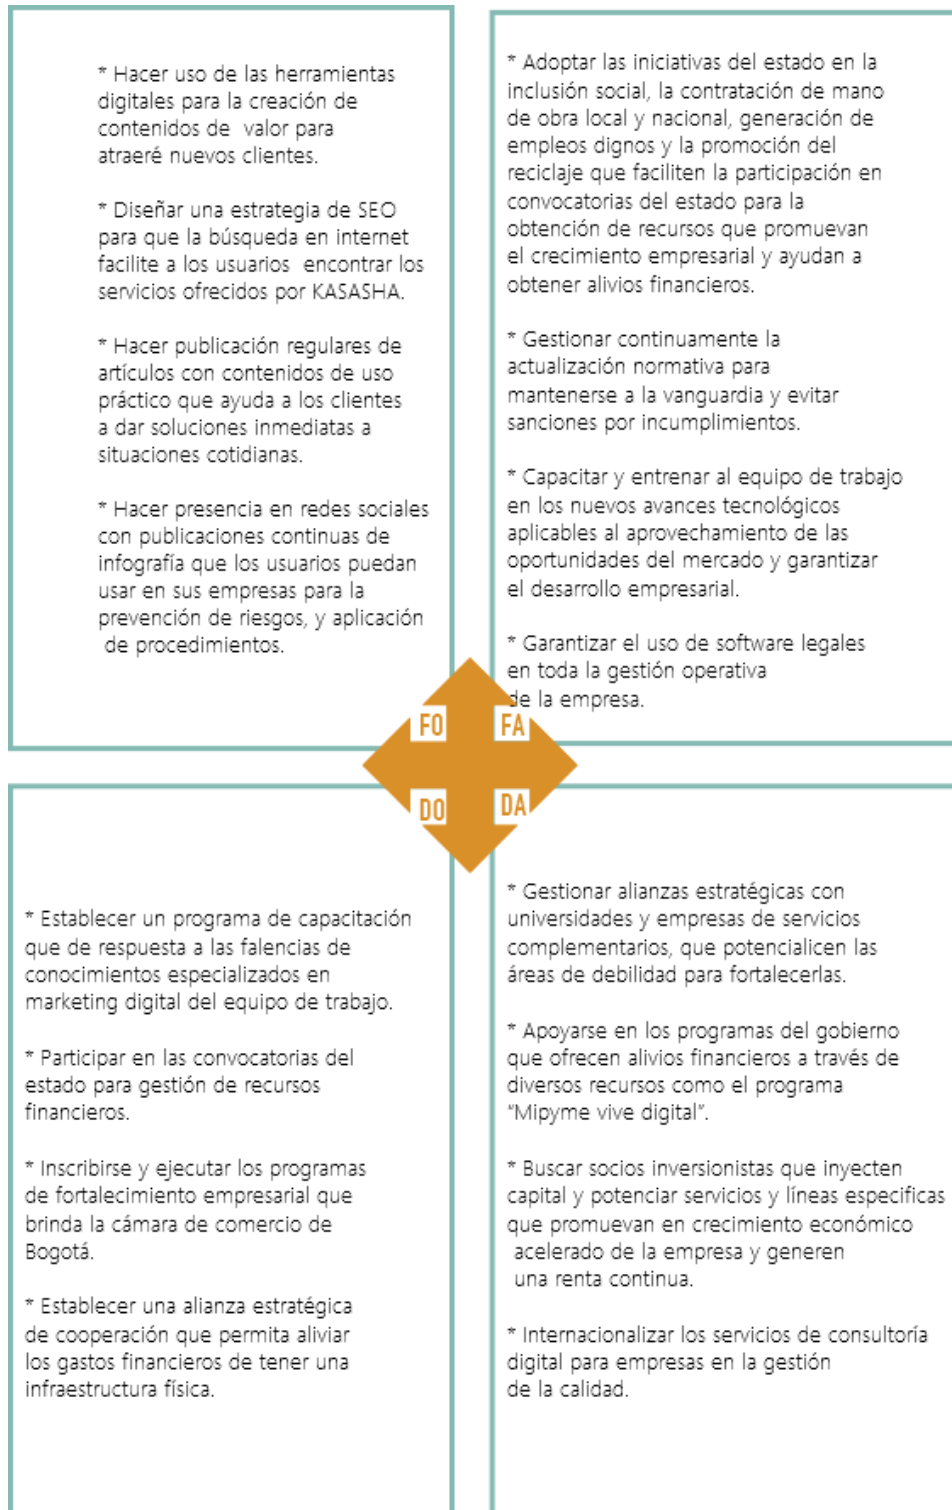 * Hacer uso de las herramientas
digitales para la creación de
contenidos de  valor para
atraeré nuevos clientes.
* Diseñar una estrategia de SEO
para que la búsqueda en internet
facilite a los usuarios  encontrar los
servicios ofrecidos por KASASHA.
* Hacer publicación regulares de
artículos con contenidos de uso
práctico que ayuda a los clientes
a dar soluciones inmediatas a
situaciones cotidianas.
* Hacer presencia en redes sociales
con publicaciones continuas de
infografía que los usuarios puedan
usar en sus empresas para la
prevención de riesgos, y aplicación
de procedimientos.
* Adoptar las iniciativas del estado en la
inclusión social, la contratación de mano
de obra local y nacional, generación de
empleos dignos y la promoción del
reciclaje que faciliten la participación en
convocatorias del estado para la
obtención de recursos que promuevan
el crecimiento empresarial y ayudan a
obtener alivios financieros.
* Gestionar continuamente la
actualización normativa para
mantenerse a la vanguardia y evitar
sanciones por incumplimientos.
* Capacitar y entrenar al equipo de trabajo
en los nuevos avances tecnológicos
aplicables al aprovechamiento de las
oportunidades del mercado y garantizar
el desarrollo empresarial.
* Garantizar el uso de software legales
en toda la gestión operativa
de la empresa.
FO
FA
DO
DA
* Establecer un programa de capacitación
que de respuesta a las falencias de
conocimientos especializados en
marketing digital del equipo de trabajo.
* Participar en las convocatorias del
estado para gestión de recursos
financieros.
* Inscribirse y ejecutar los programas
de fortalecimiento empresarial que
brinda la cámara de comercio de
Bogotá.
* Establecer una alianza estratégica
de cooperación que permita aliviar
los gastos financieros de tener una
infraestructura física.
* Gestionar alianzas estratégicas con
universidades y empresas de servicios
complementarios, que potencialicen las
áreas de debilidad para fortalecerlas.
* Apoyarse en los programas del gobierno
que ofrecen alivios financieros a través de
diversos recursos como el programa
“Mipyme vive digital”.
* Buscar socios inversionistas que inyecten
capital y potenciar servicios y líneas especificas
que promuevan en crecimiento económico
acelerado de la empresa y generen
una renta continua.
* Internacionalizar los servicios de consultoría
digital para empresas en la gestión
de la calidad.